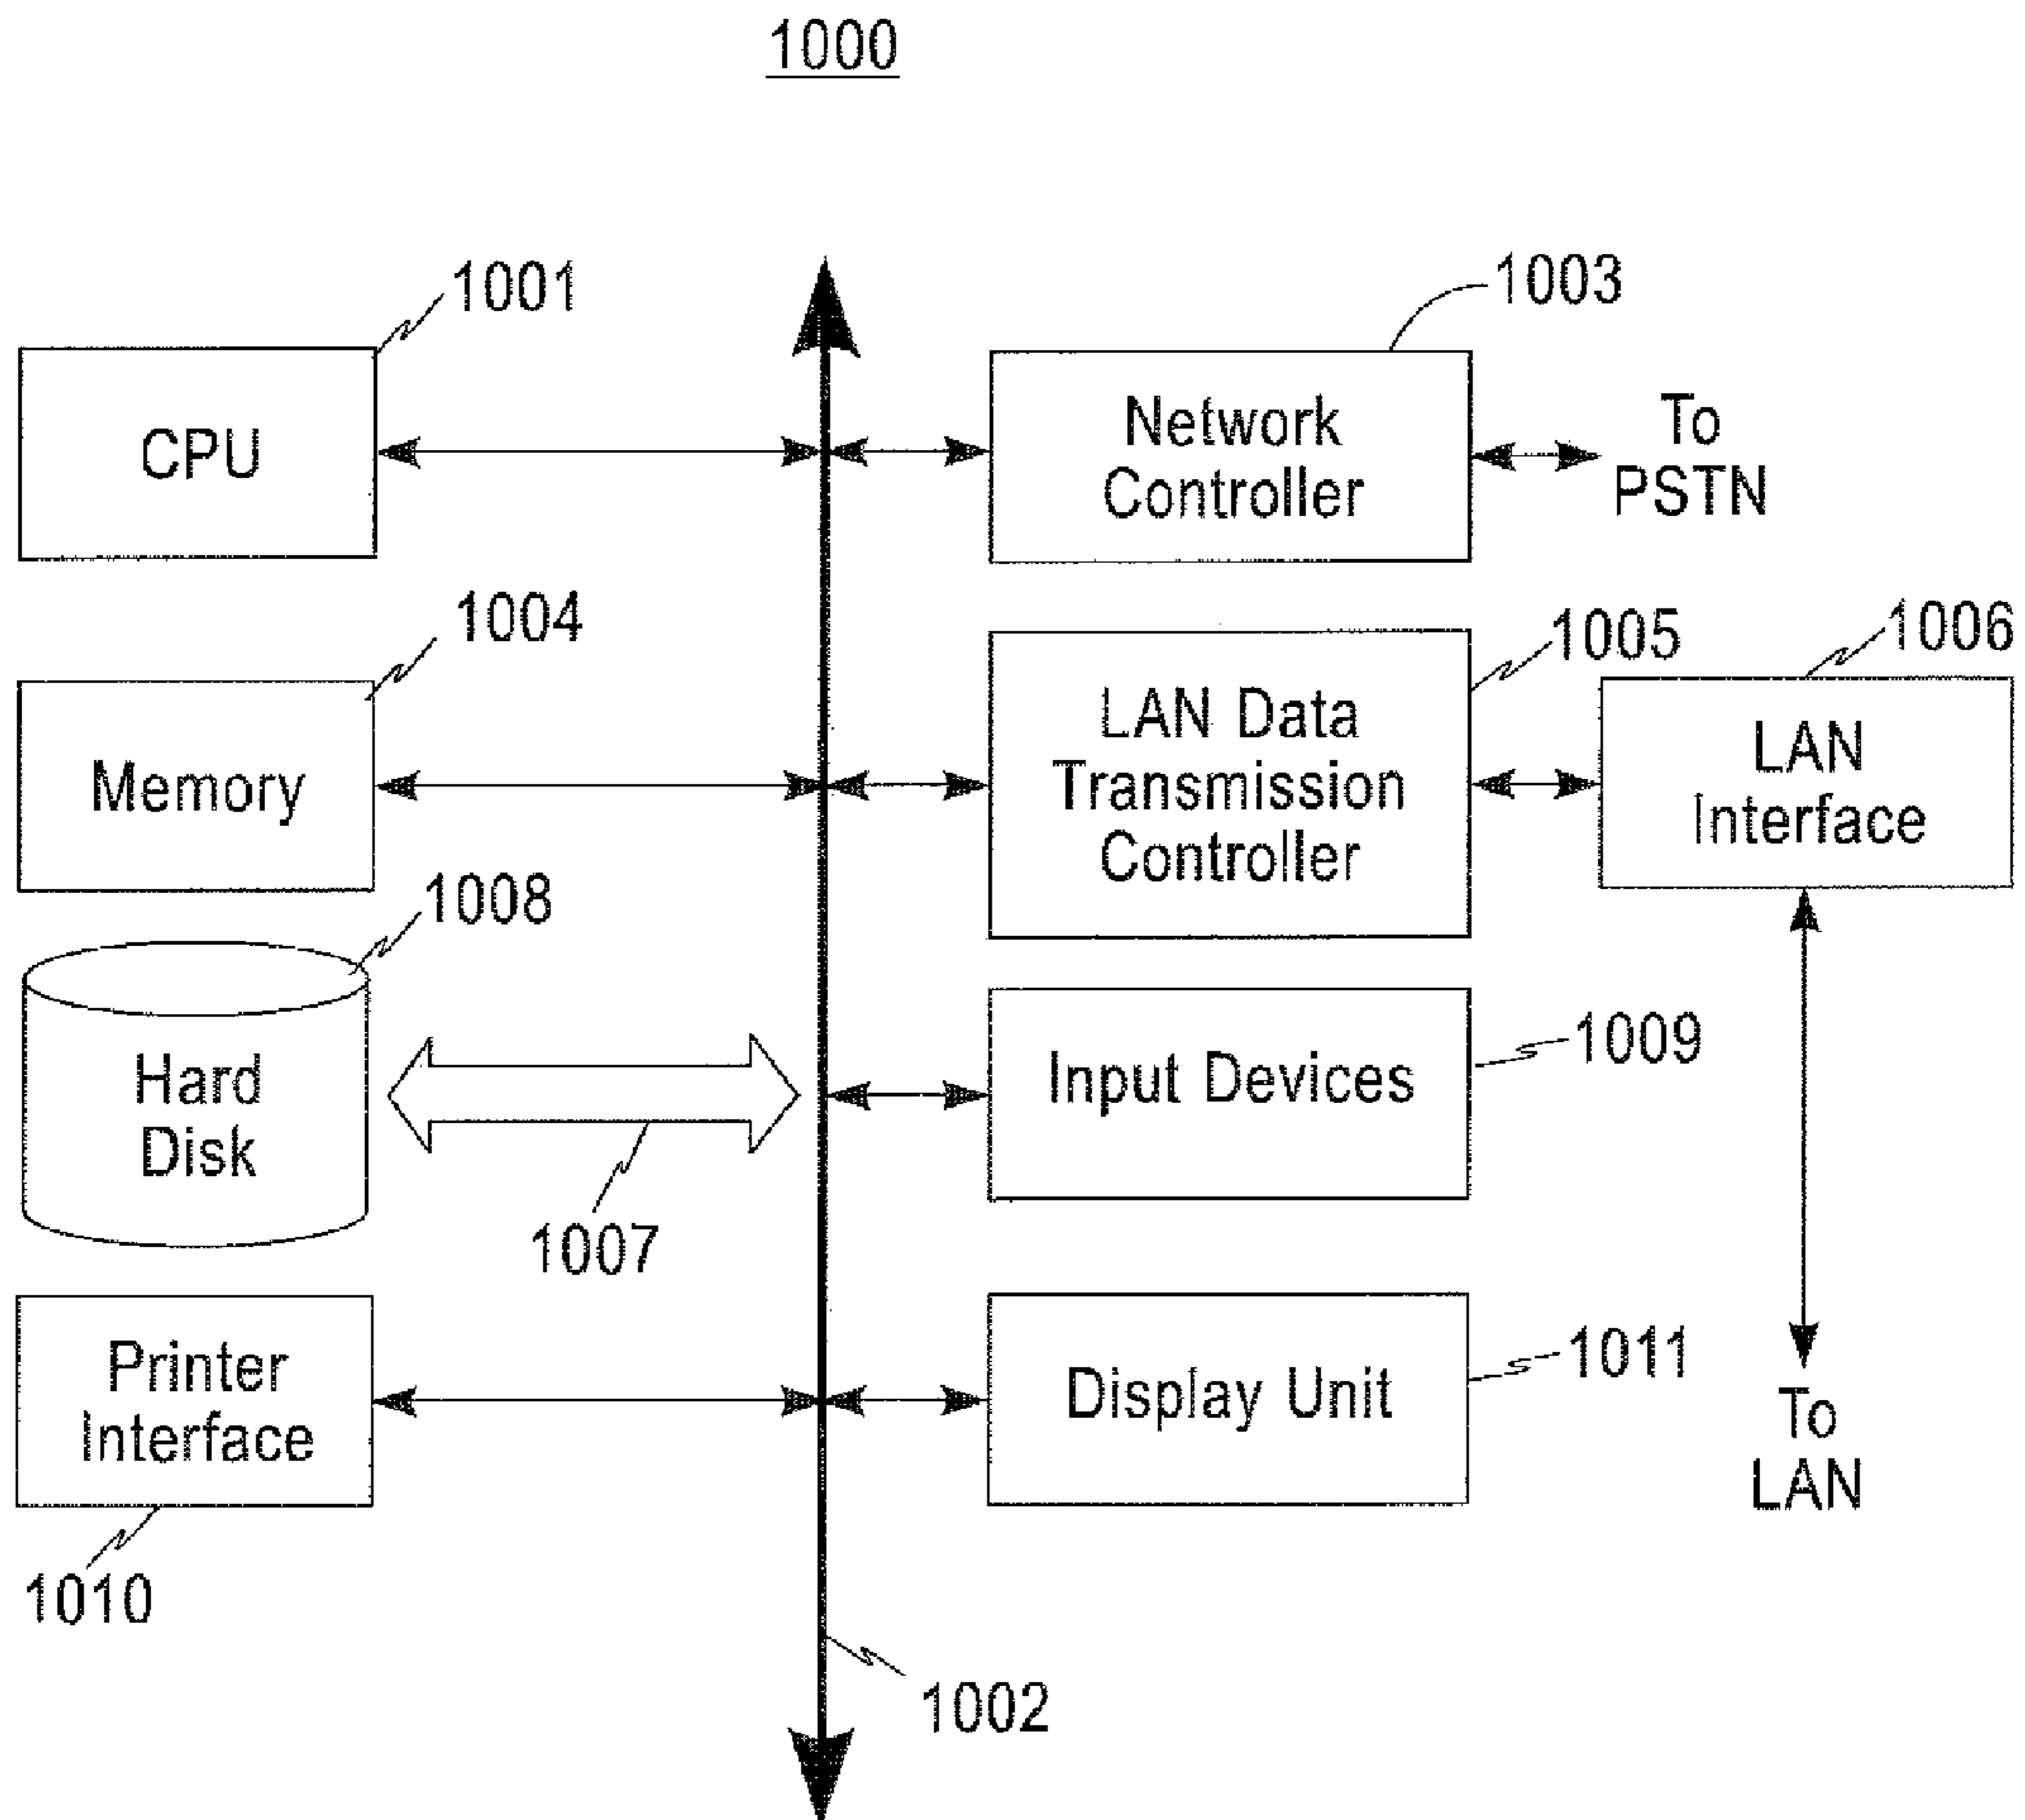 1000
1001
1003
CPU
Network
Controller
To
PSTN
1004
1005
1006
Memory
LAN Data
Transmission
Controller
LAN
Interface
1008
Hard
Disk
1007
Input Devices
1009
Printer
Interface
1010
Display Unit
1011
To
LAN
1002